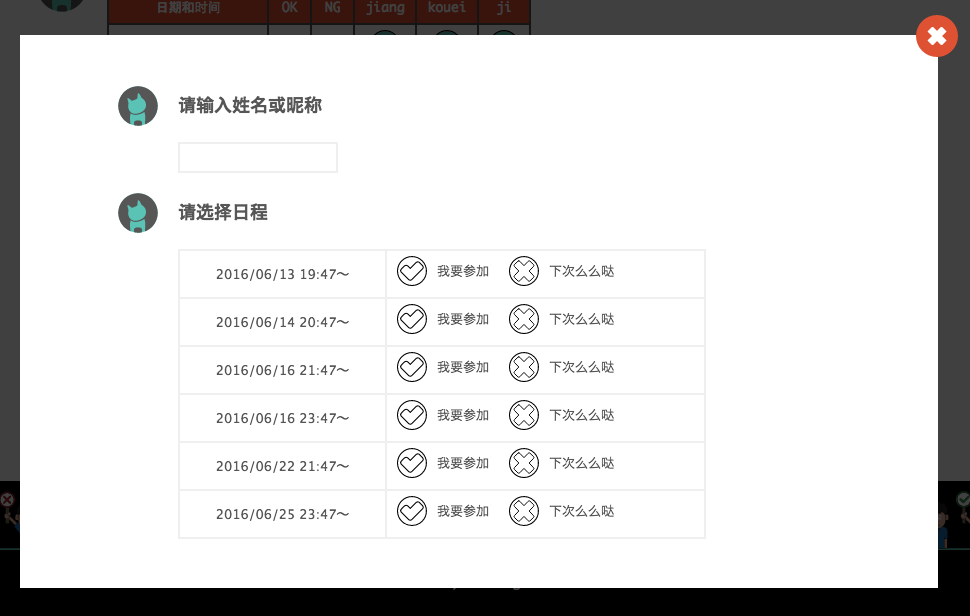 日期和时间 OK NG jiang kouei ji
请输入姓名或昵称
请选择日程
2016/06/13 19:47～ 我要参加 下次么么哒
2016/06/14 20:47～ 我要参加 下次么么哒
2016/06/16 21:47～ 我要参加 下次么么哒
2016/06/16 23:47～ 我要参加 下次么么哒
2016/06/22 21:47～ 我要参加 下次么么哒
2016/06/25 23:47～ 我要参加 下次么么哒